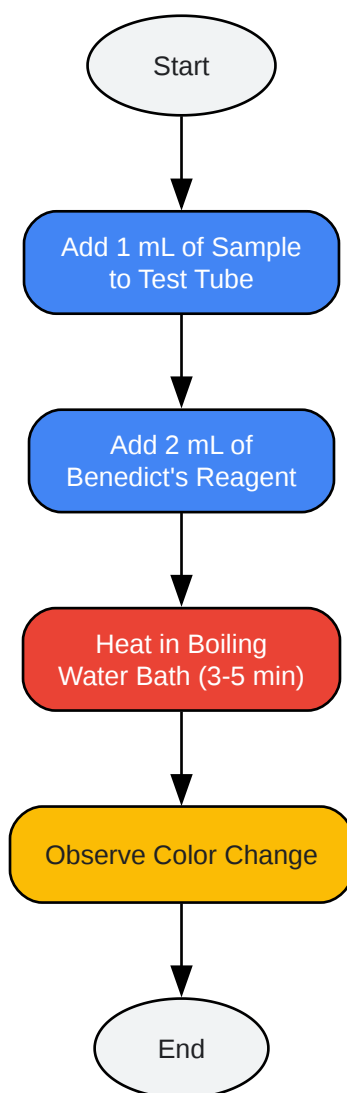 Start
Add 1 mL of Sample
to Test Tube
Add 2 mL of
Benedict's Reagent
Heat in Boiling
Water Bath (3-5 min)
Observe Color Change
End